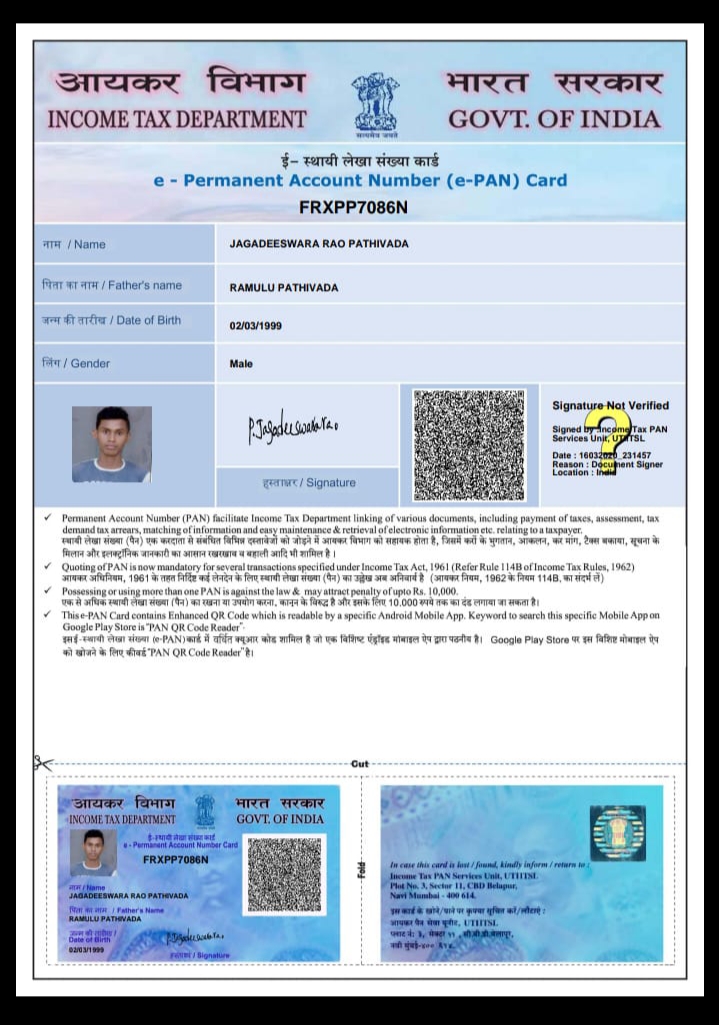 आयकर विभाग
INCOME TAX DEPARTMENT
सत्यमेव जयते
भारत सरकार
GOVT. OF INDIA
ई- स्थायी लेखा संख्या कार्ड
e - Permanent Account Number (e-PAN) Card
FRXPP7086N
नाम / Name
JAGADEESWARA RAO PATHIVADA
पिता का नाम / Father's name
RAMULU PATHIVADA
जन्म की तारीख / Date of Birth
02/03/1999
लिंग / Gender
Male
P.Jagadeeswararao
हस्ताक्षर / Signature
Signature Not Verified
Signed by Income Tax PAN
Services Unit, UTIITSL
Date : 16032020_231457
Reason : Document Signer
Location : India
?
✓ Permanent Account Number (PAN) facilitate Income Tax Department linking of various documents, including payment of taxes, assessment, tax
demand tax arrears, matching of information and easy maintenance & retrieval of electronic information etc. relating to a taxpayer.
स्थायी लेखा संख्या (पैन) एक करदाता से संबंधित विभिन्न दस्तावेजों को जोड़ने में आयकर विभाग को सहायक होता है, जिसमें करों के भुगतान, आकलन, कर मांग, टैक्स बकाया, सूचना के
मिलान और इलक्ट्रॉनिक जानकारी का आसान रखरखाव व बहाली आदि भी शामिल है।
✓ Quoting of PAN is now mandatory for several transactions specified under Income Tax Act, 1961 (Refer Rule 114B of Income Tax Rules, 1962)
आयकर अधिनियम, 1961 के तहत निर्दिष्ट कई लेनदेन के लिए स्थायी लेखा संख्या (पैन) का उल्लेख अब अनिवार्य है (आयकर नियम, 1962 के नियम 114B, का संदर्भ लें)
✓ Possessing or using more than one PAN is against the law & may attract penalty of upto Rs. 10,000.
एक से अधिक स्थायी लेखा संख्या (पैन) का रखना या उपयोग करना, कानून के विरुद्ध है और इसके लिए 10,000 रुपये तक का दंड लगाया जा सकता है।
✓ This e-PAN Card contains Enhanced QR Code which is readable by a specific Android Mobile App. Keyword to search this specific Mobile App on
Google Play Store is "PAN QR Code Reader".
इसई-स्थायी लेखा संख्या (e-PAN)कार्ड में वर्धित क्यूआर कोड शामिल है जो एक विशिष्ट एंड्रॉइड मोबाइल ऐप द्वारा पठनीय है। Google Play Store पर इस विशिष्ट मोबाइल ऐप
को खोजने के लिए कीवर्ड "PAN QR Code Reader"है।
Cut
आयकर विभाग
INCOME TAX DEPARTMENT
भारत सरकार
GOVT. OF INDIA
ई-स्थायी लेखा संख्या कार्ड
e - Permanent Account Number Card
FRXPP7086N
नाम / Name
JAGADEESWARA RAO PATHIVADA
पिता का नाम / Father's Name
RAMULU PATHIVADA
जन्म की तारीख /
Date of Birth
02/03/1999
P.Jagadeeswararao
हस्ताक्षर / Signature
Fold
In case this card is lost / found, kindly inform / return to :
Income Tax PAN Services Unit, UTIITSL
Plot No. 3, Sector 11, CBD Belapur,
Navi Mumbai - 400 614.
इस कार्ड के खोने/पाने पर कृपया सूचित करें/लौटाएं :
आयकर पैन सेवा यूनीट, UTIITSL
प्लाट नं: ३, सेक्टर ११ , सी.बी.डी.बेलापूर,
नवी मुंबई-४०० ६१४.